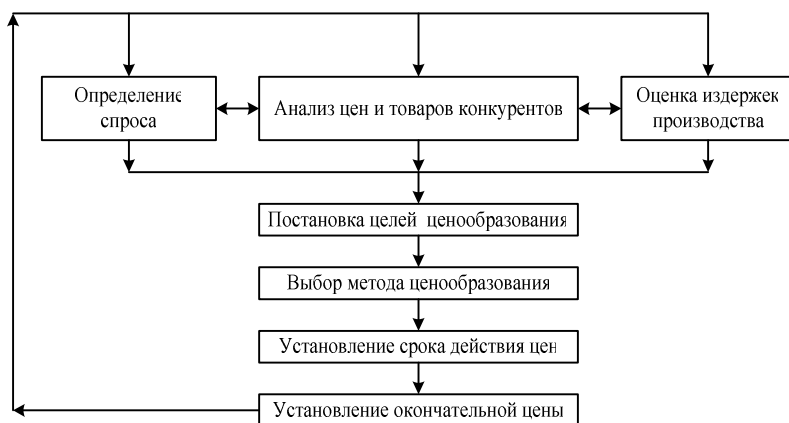 Определение
спроса
Анализ цен и товаров конкурентов
Оценка издержек
производства
Постановка целей ценообразования
Выбор метода ценообразования
Установление срока действия цен
Установление окончательной цены